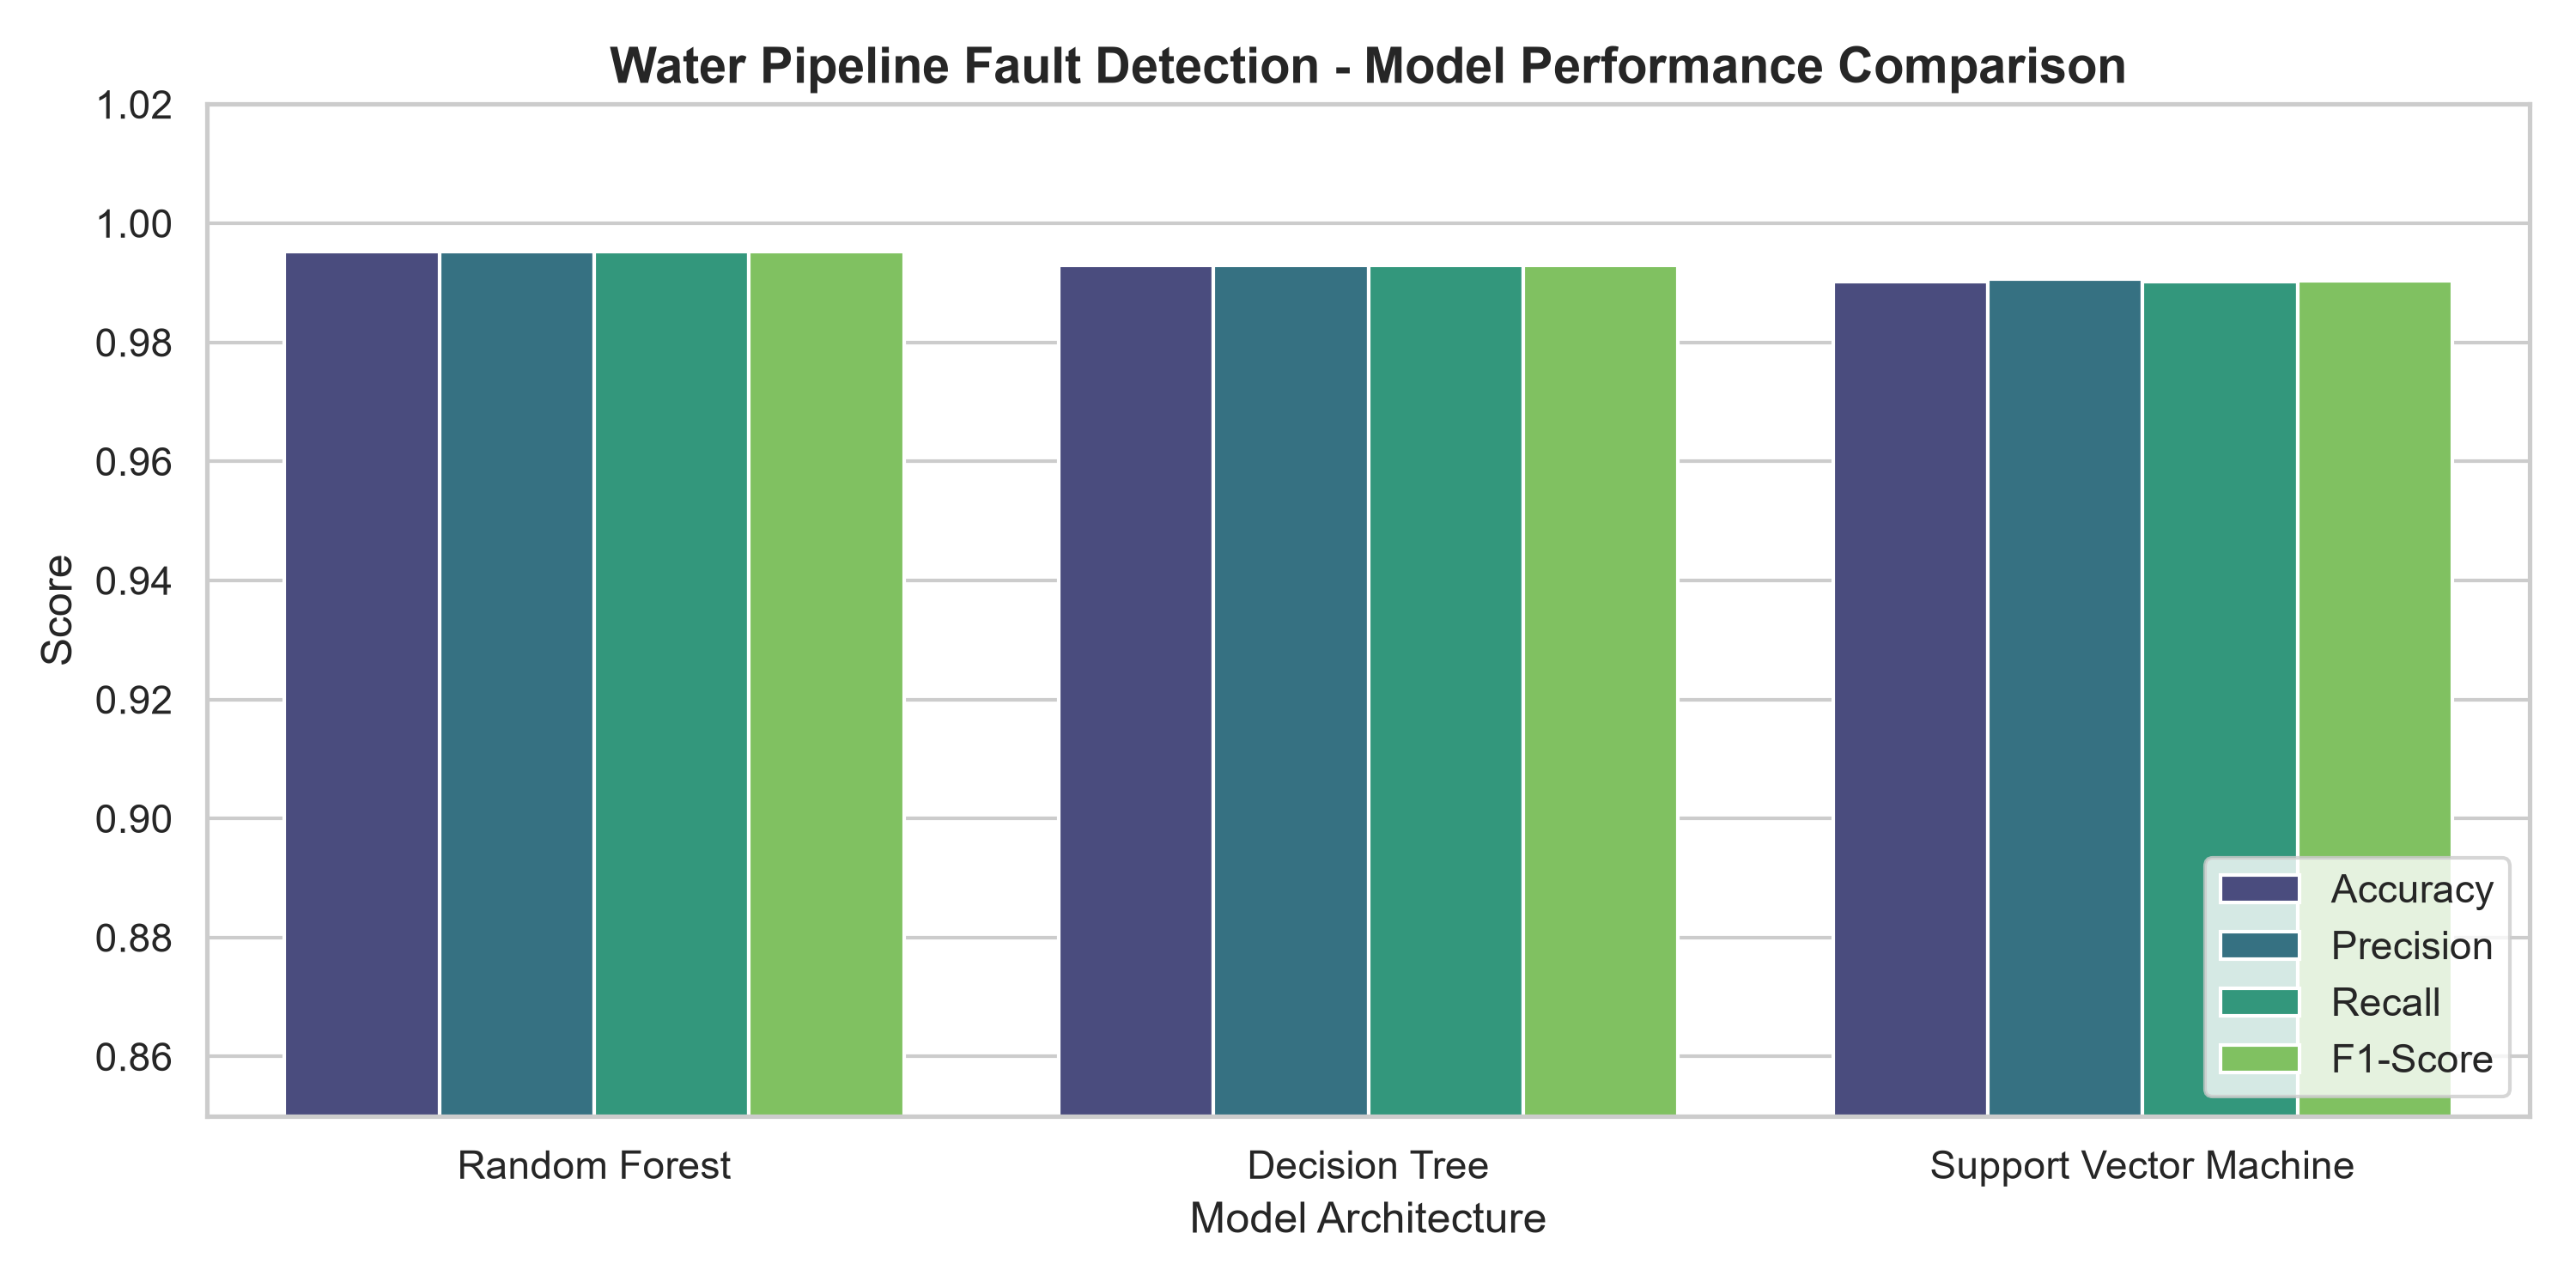 Water Pipeline Fault Detection - Model Performance Comparison
1.02
1.00
0.98
0.96
0.94
0.92
0.90
0.88
0.86
Score
Accuracy
Precision
Recall
F1-Score
Random Forest
Decision Tree
Support Vector Machine
Model Architecture